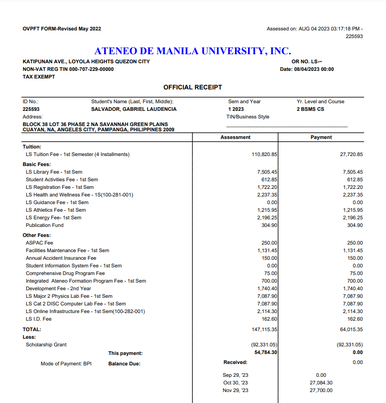 OVPFT FORM-Revised May 2022 Assessed on: AUG 04 2023 03:17:18 PM -
225593
ATENEO DE MANILA UNIVERSITY, INC.
KATIPUNAN AVE., LOYOLA HEIGHTS QUEZON CITY OR NO. LS--
NON-VAT REG TIN 000-707-229-00000 Date: 08/04/2023 00:00
TAX EXEMPT
OFFICIAL RECEIPT
ID No.: Student's Name (Last, First, Middle): Sem and Year Yr. Level and Course
225593 SALVADOR, GABRIEL LAUDENCIA 1 2023 2 BSMS CS
Address: TIN/Business Style
BLOCK 38 LOT 36 PHASE 2 NA SAVANNAH GREEN PLAINS
CUAYAN, NA, ANGELES CITY, PAMPANGA, PHILIPPINES 2009
Assessment Payment
Tuition:
LS Tuition Fee - 1st Semester (4 Installments) 110,820.85 27,720.85
Basic Fees:
LS Library Fee - 1st Sem 7,505.45 7,505.45
Student Activities Fee - 1st Sem 612.85 612.85
LS Registration Fee - 1st Sem 1,722.20 1,722.20
LS Health and Wellness Fee - 1S(100-281-001) 2,237.35 2,237.35
LS Guidance Fee - 1st Sem 0.00 0.00
LS Athletics Fee - 1st Sem 1,215.95 1,215.95
LS Energy Fee- 1st Sem 2,196.25 2,196.25
Publication Fund 304.90 304.90
Other Fees:
ASPAC Fee 250.00 250.00
Facilities Maintenance Fee - 1st Sem 1,131.45 1,131.45
Annual Accident Insurance Fee 150.00 150.00
Student Information System Fee - 1st Sem 0.00 0.00
Comprehensive Drug Program Fee 75.00 75.00
Integrated Ateneo Formation Program Fee - 1st Sem 700.00 700.00
Development Fee - 2nd Year 1,740.40 1,740.40
LS Major 2 Physics Lab Fee - 1st Sem 7,087.90 7,087.90
LS Cat 2 DISC Computer Lab Fee - 1st Sem 7,087.90 7,087.90
LS Online Infrastructure Fee - 1st Sem(100-282-001) 2,114.30 2,114.30
LS I.D. Fee 162.60 162.60
TOTAL: 147,115.35 64,015.35
Less:
Scholarship Grant (92,331.05) (92,331.05)
This payment: 54,784.30 0.00
Mode of Payment: BPI Balance Due: Received: 0.00
Sep 29, '23 0.00
Oct 30, '23 27,084.30
Nov 29, '23 27,700.00